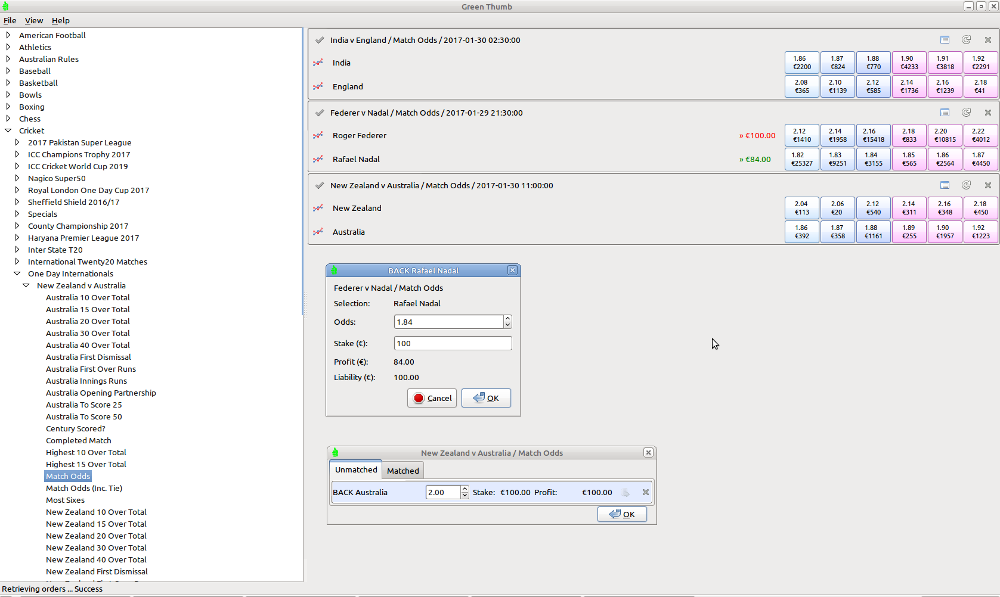 Green Thumb
File View Help
American Football
Athletics
Australian Rules
Baseball
Basketball
Bowls
Boxing
Chess
Cricket
2017 Pakistan Super League
ICC Champions Trophy 2017
ICC Cricket World Cup 2019
Nagico Super50
Royal London One Day Cup 2017
Sheffield Shield 2016/17
Specials
County Championship 2017
Haryana Premier League 2017
Inter State T20
International Twenty20 Matches
One Day Internationals
New Zealand v Australia
Australia 10 Over Total
Australia 15 Over Total
Australia 20 Over Total
Australia 30 Over Total
Australia 40 Over Total
Australia First Dismissal
Australia First Over Runs
Australia Innings Runs
Australia Opening Partnership
Australia To Score 25
Australia To Score 50
Century Scored?
Completed Match
Highest 10 Over Total
Highest 15 Over Total
Match Odds
Match Odds (Inc. Tie)
Most Sixes
New Zealand 10 Over Total
New Zealand 15 Over Total
New Zealand 20 Over Total
New Zealand 30 Over Total
New Zealand 40 Over Total
New Zealand First Dismissal
India v England / Match Odds / 2017-01-30 02:30:00
India
1.86 1.87 1.88 1.90 1.91 1.92
€2200 €824 €770 €4233 €3818 €2291
England
2.08 2.10 2.12 2.14 2.16 2.18
€365 €1139 €585 €1736 €1239 €41
Federer v Nadal / Match Odds / 2017-01-29 21:30:00
Roger Federer » €100.00
2.12 2.14 2.16 2.18 2.20 2.22
€1410 €1958 €15418 €833 €10815 €4012
Rafael Nadal » €84.00
1.82 1.83 1.84 1.85 1.86 1.87
€25327 €9251 €3155 €565 €2564 €4450
New Zealand v Australia / Match Odds / 2017-01-30 11:00:00
New Zealand
2.04 2.06 2.12 2.14 2.16 2.18
€113 €20 €540 €311 €348 €450
Australia
1.86 1.87 1.88 1.89 1.90 1.92
€392 €358 €1161 €255 €1957 €1223
BACK Rafael Nadal
Federer v Nadal / Match Odds
Selection: Rafael Nadal
Odds: 1.84
Stake (€): 100
Profit (€): 84.00
Liability (€): 100.00
Cancel OK
New Zealand v Australia / Match Odds
Unmatched Matched
BACK Australia 2.00 Stake: €100.00 Profit: €100.00
OK
Retrieving orders ... Success